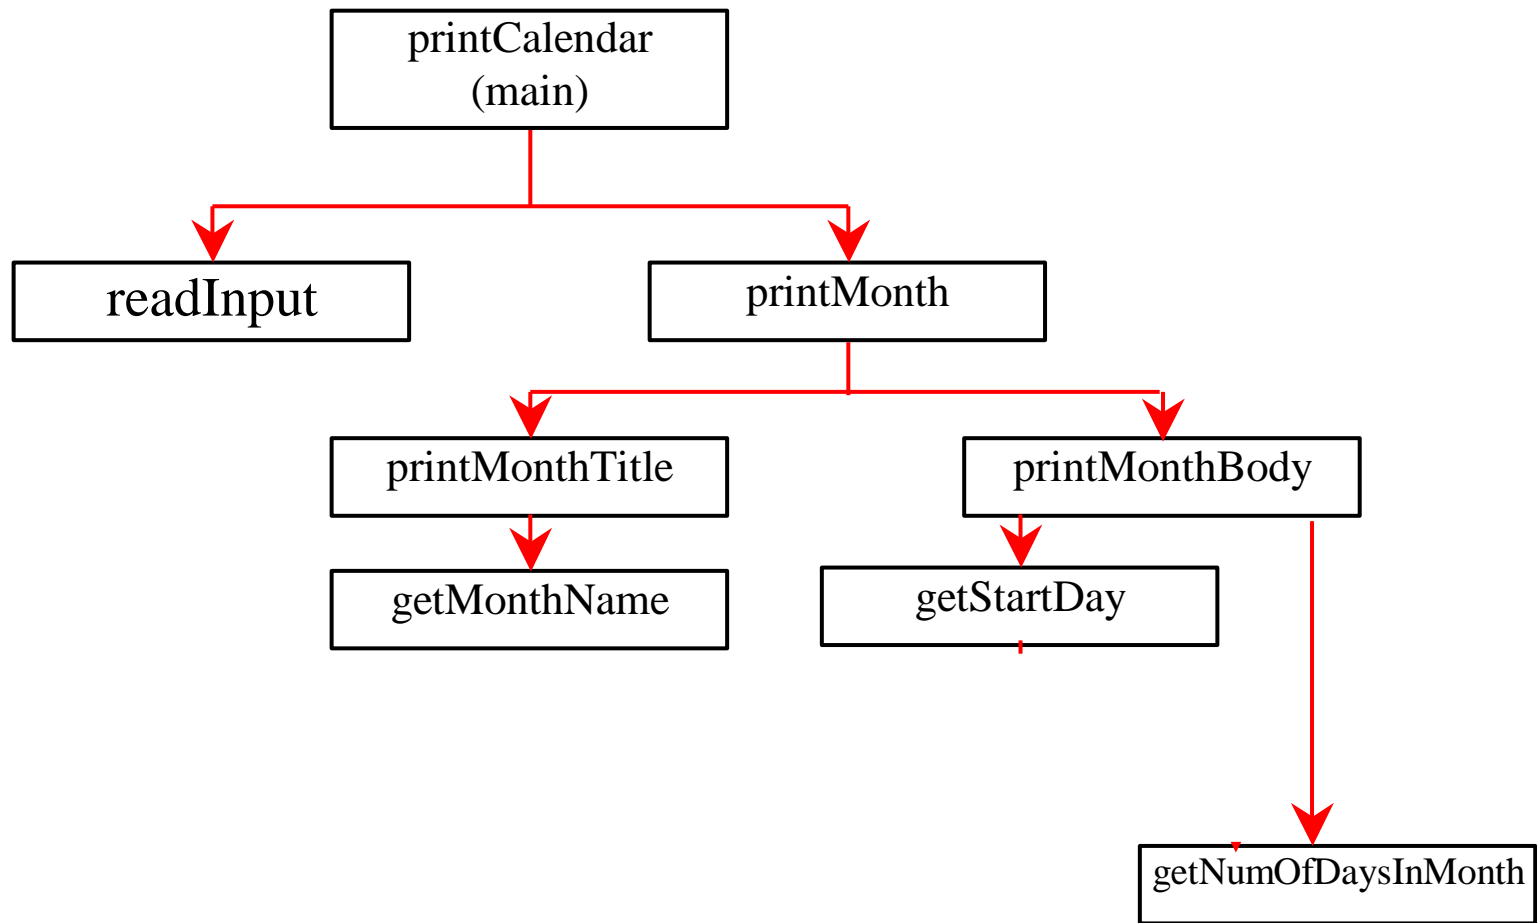 printCalendar
(main)
readInput
printMonth
printMonthTitle
printMonthBody
getMonthName
getStartDay
getNumOfDaysInMonth